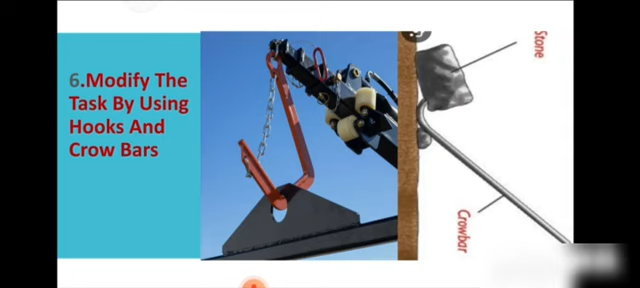 6.Modify The
Task By Using
Hooks And
Crow Bars
Stone
Crowbar